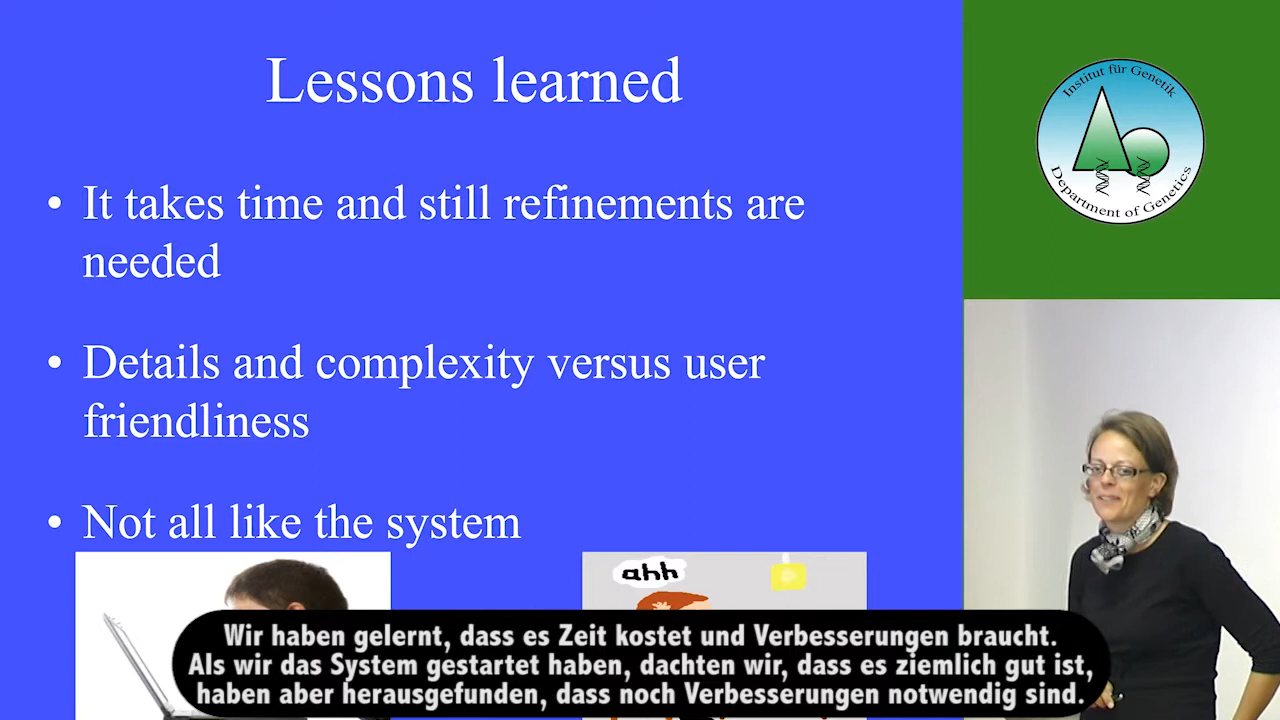 Lessons learned
• It takes time and still refinements are
needed
• Details and complexity versus user
friendliness
• Not all like the system
ahh
Institut für Genetik
Department of Genetics
Wir haben gelernt, dass es Zeit kostet und Verbesserungen braucht.
Als wir das System gestartet haben, dachten wir, dass es ziemlich gut ist,
haben aber herausgefunden, dass noch Verbesserungen notwendig sind.